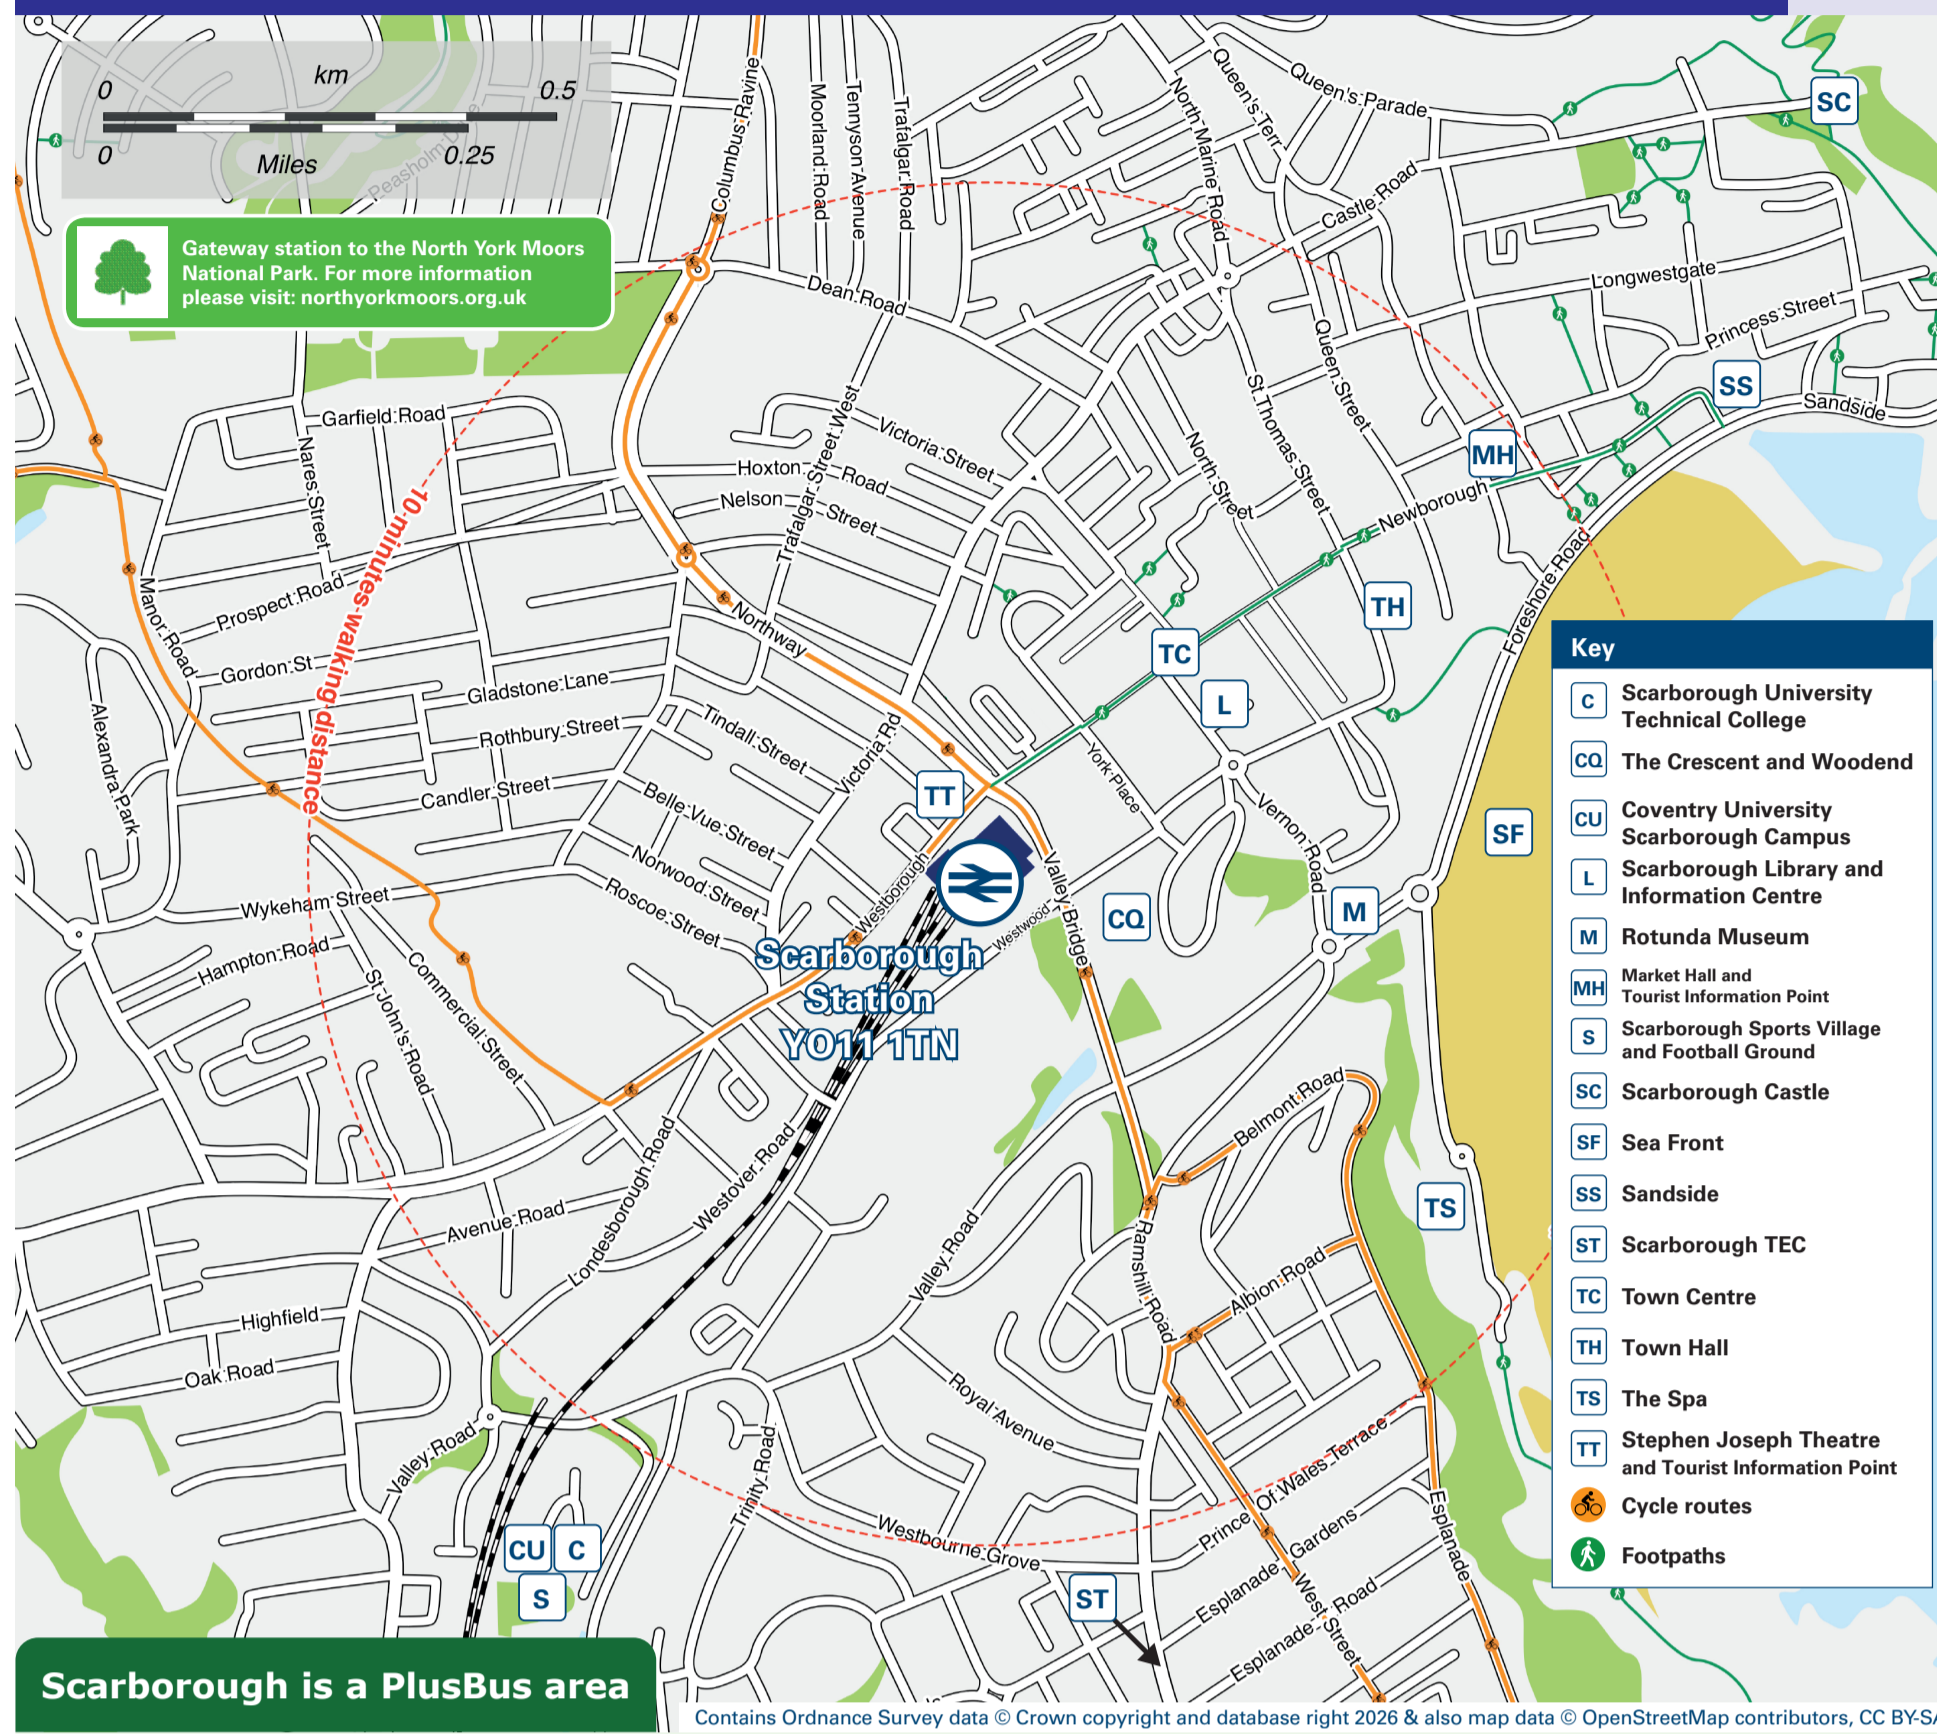 0 km 0.5
0 Miles 0.25
Peasholm
Gateway station to the North York Moors
National Park. For more information
please visit: northyorkmoors.org.uk
Columbus Ravine
Moorland Road
Tennyson Avenue
Trafalgar Road
North Marine Road
Queen's Terr
Queen's Parade
Castle Road
SC
Dean Road
Longwestgate
Princess Street
SS
Sandside
Garfield Road
Nares Street
10 minutes walking distance
Trafalgar Street West
Victoria Street
Hoxton Road
Nelson Street
North Street
St Thomas Street
Queen Street
MH
Newborough
Foreshore Road
Manor Road
Prospect Road
Gordon St
Gladstone Lane
Rothbury Street
Candler Street
Northway
Tindall Street
Victoria Rd
Belle Vue Street
Norwood Street
Roscoe Street
Alexandra Park
TH
TC
L
York Place
TT
Vernon Road
SF
Westborough
Valley Bridge
Westwood
CQ
M
Wykeham Street
Hampton Road
St John's Road
Commercial Street
Scarborough
Station
YO11 1TN
Belmont Road
Londesborough Road
Westover Road
Avenue Road
Valley Road
Ramshill Road
Albion Road
TS
Highfield
Oak Road
Royal Avenue
Valley Road
Trinity Road
Westbourne Grove
Prince Of Wales Terrace
Esplanade Gardens
Esplanade Road
West Street
Esplanade
CU
C
S
ST
Key
C Scarborough University
Technical College
CQ The Crescent and Woodend
CU Coventry University
Scarborough Campus
L Scarborough Library and
Information Centre
M Rotunda Museum
MH Market Hall and
Tourist Information Point
S Scarborough Sports Village
and Football Ground
SC Scarborough Castle
SF Sea Front
SS Sandside
ST Scarborough TEC
TC Town Centre
TH Town Hall
TS The Spa
TT Stephen Joseph Theatre
and Tourist Information Point
Cycle routes
Footpaths
Scarborough is a PlusBus area
Contains Ordnance Survey data © Crown copyright and database right 2026 & also map data © OpenStreetMap contributors, CC BY-SA